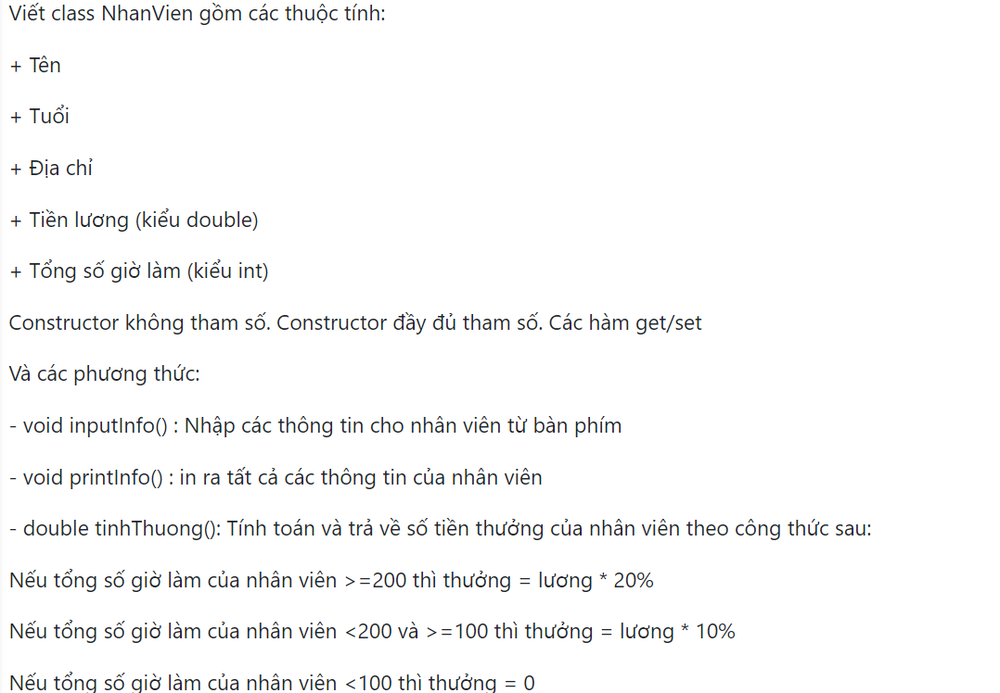 Viết class NhanVien gồm các thuộc tính:
+ Tên
+ Tuổi
+ Địa chỉ
+ Tiền lương (kiểu double)
+ Tổng số giờ làm (kiểu int)
Constructor không tham số. Constructor đầy đủ tham số. Các hàm get/set
Và các phương thức:
- void inputInfo() : Nhập các thông tin cho nhân viên từ bàn phím
- void printInfo() : in ra tất cả các thông tin của nhân viên
- double tinhThuong(): Tính toán và trả về số tiền thưởng của nhân viên theo công thức sau:
Nếu tổng số giờ làm của nhân viên >=200 thì thưởng = lương * 20%
Nếu tổng số giờ làm của nhân viên <200 và >=100 thì thưởng = lương * 10%
Nếu tổng số giờ làm của nhân viên <100 thì thưởng = 0